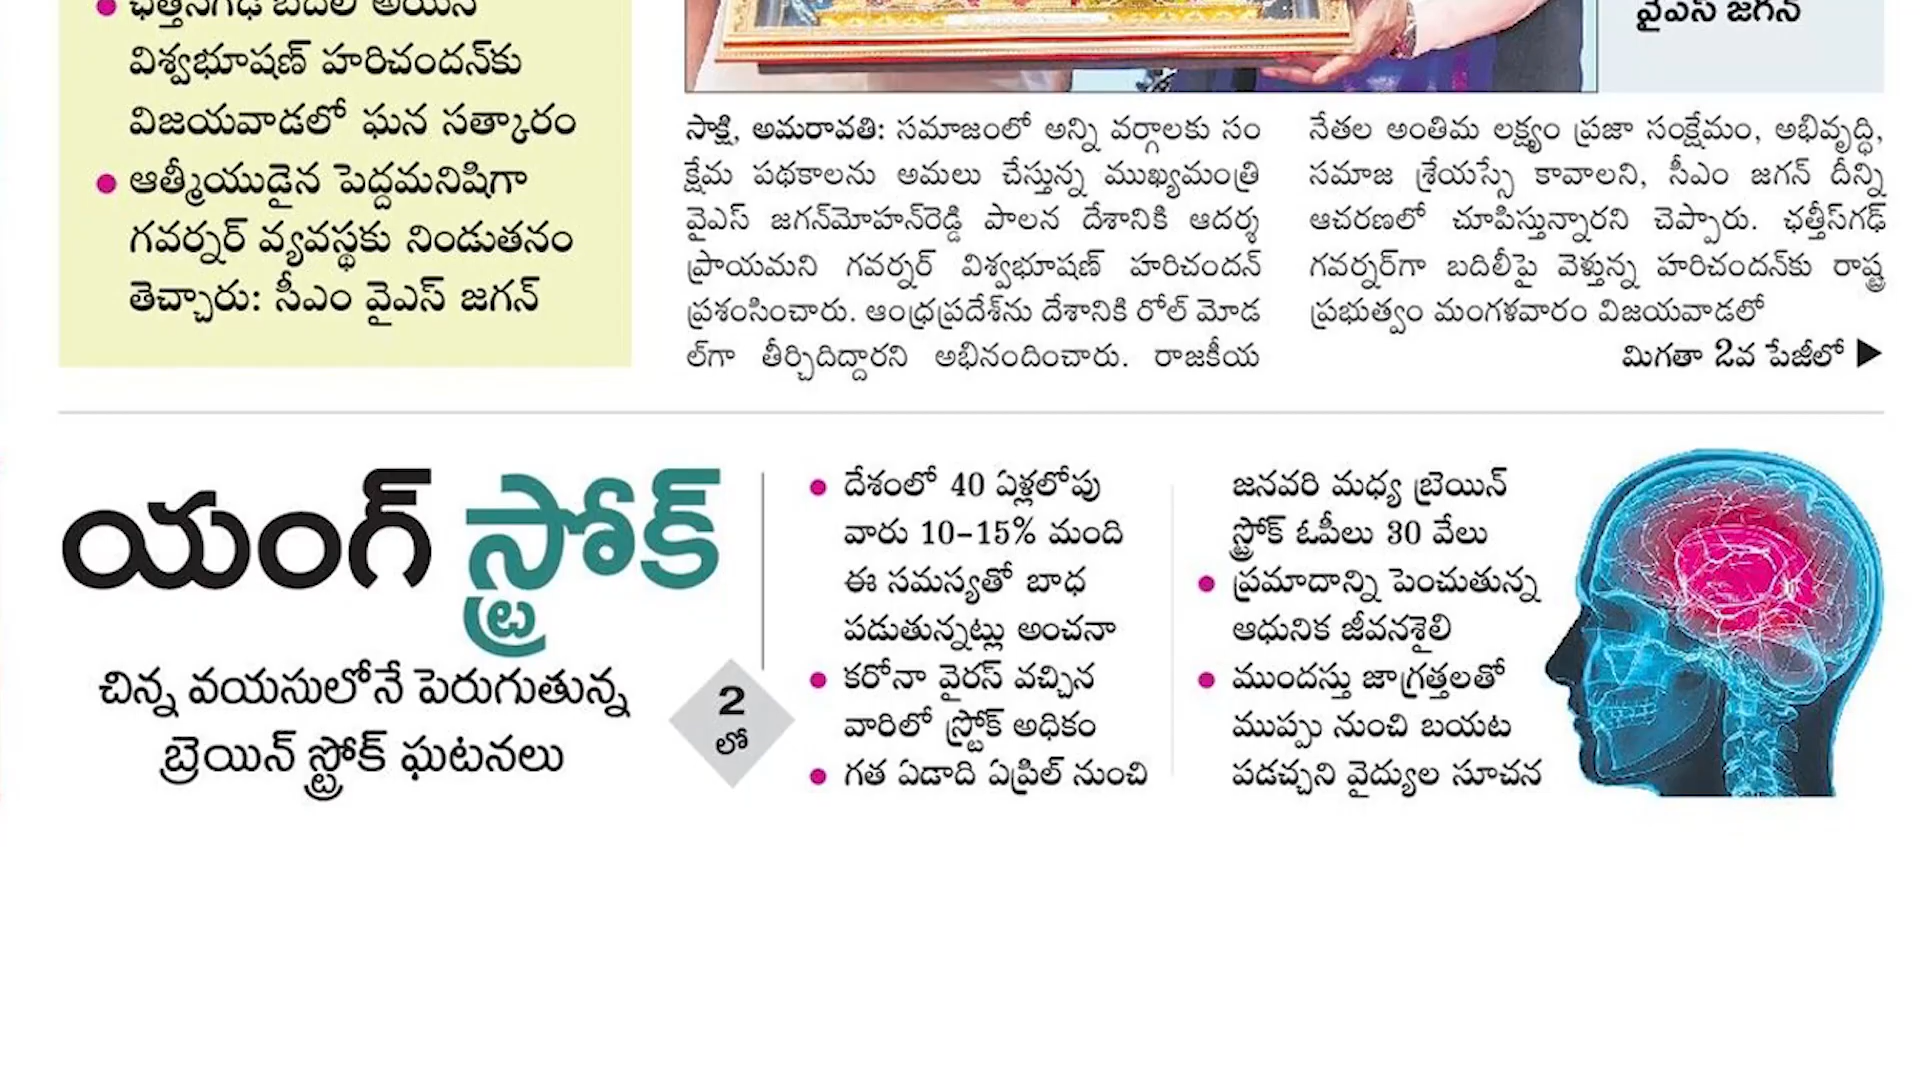 ఛత్తీస్‌గఢ్ బదిలీ అయిన
విశ్వభూషణ్ హరిచందన్‌కు
విజయవాడలో ఘన సత్కారం
ఆత్మీయుడైన పెద్దమనిషిగా
గవర్నర్ వ్యవస్థకు నిండుతనం
తెచ్చారు: సీఎం వైఎస్ జగన్
వైఎస్ జగన్
సాక్షి, అమరావతి: సమాజంలో అన్ని వర్గాలకు సం
క్షేమ పథకాలను అమలు చేస్తున్న ముఖ్యమంత్రి
వైఎస్ జగన్‌మోహన్‌రెడ్డి పాలన దేశానికి ఆదర్శ
ప్రాయమని గవర్నర్ విశ్వభూషణ్ హరిచందన్
ప్రశంసించారు. ఆంధ్రప్రదేశ్‌ను దేశానికి రోల్ మోడ
ల్‌గా తీర్చిదిద్దారని అభినందించారు. రాజకీయ
నేతల అంతిమ లక్ష్యం ప్రజా సంక్షేమం, అభివృద్ధి,
సమాజ శ్రేయస్సే కావాలని, సీఎం జగన్ దీన్ని
ఆచరణలో చూపిస్తున్నారని చెప్పారు. ఛత్తీస్‌గఢ్
గవర్నర్‌గా బదిలీపై వెళ్తున్న హరిచందన్‌కు రాష్ట్ర
ప్రభుత్వం మంగళవారం విజయవాడలో
మిగతా 2వ పేజీలో ▶
యంగ్ స్ట్రోక్
చిన్న వయసులోనే పెరుగుతున్న
బ్రెయిన్ స్ట్రోక్ ఘటనలు
2
లో
దేశంలో 40 ఏళ్లలోపు
వారు 10–15% మంది
ఈ సమస్యతో బాధ
పడుతున్నట్లు అంచనా
కరోనా వైరస్ వచ్చిన
వారిలో స్ట్రోక్ అధికం
గత ఏడాది ఏప్రిల్ నుంచి
జనవరి మధ్య బ్రెయిన్
స్ట్రోక్ ఓపీలు 30 వేలు
ప్రమాదాన్ని పెంచుతున్న
ఆధునిక జీవనశైలి
ముందస్తు జాగ్రత్తలతో
ముప్పు నుంచి బయట
పడచ్చని వైద్యుల సూచన